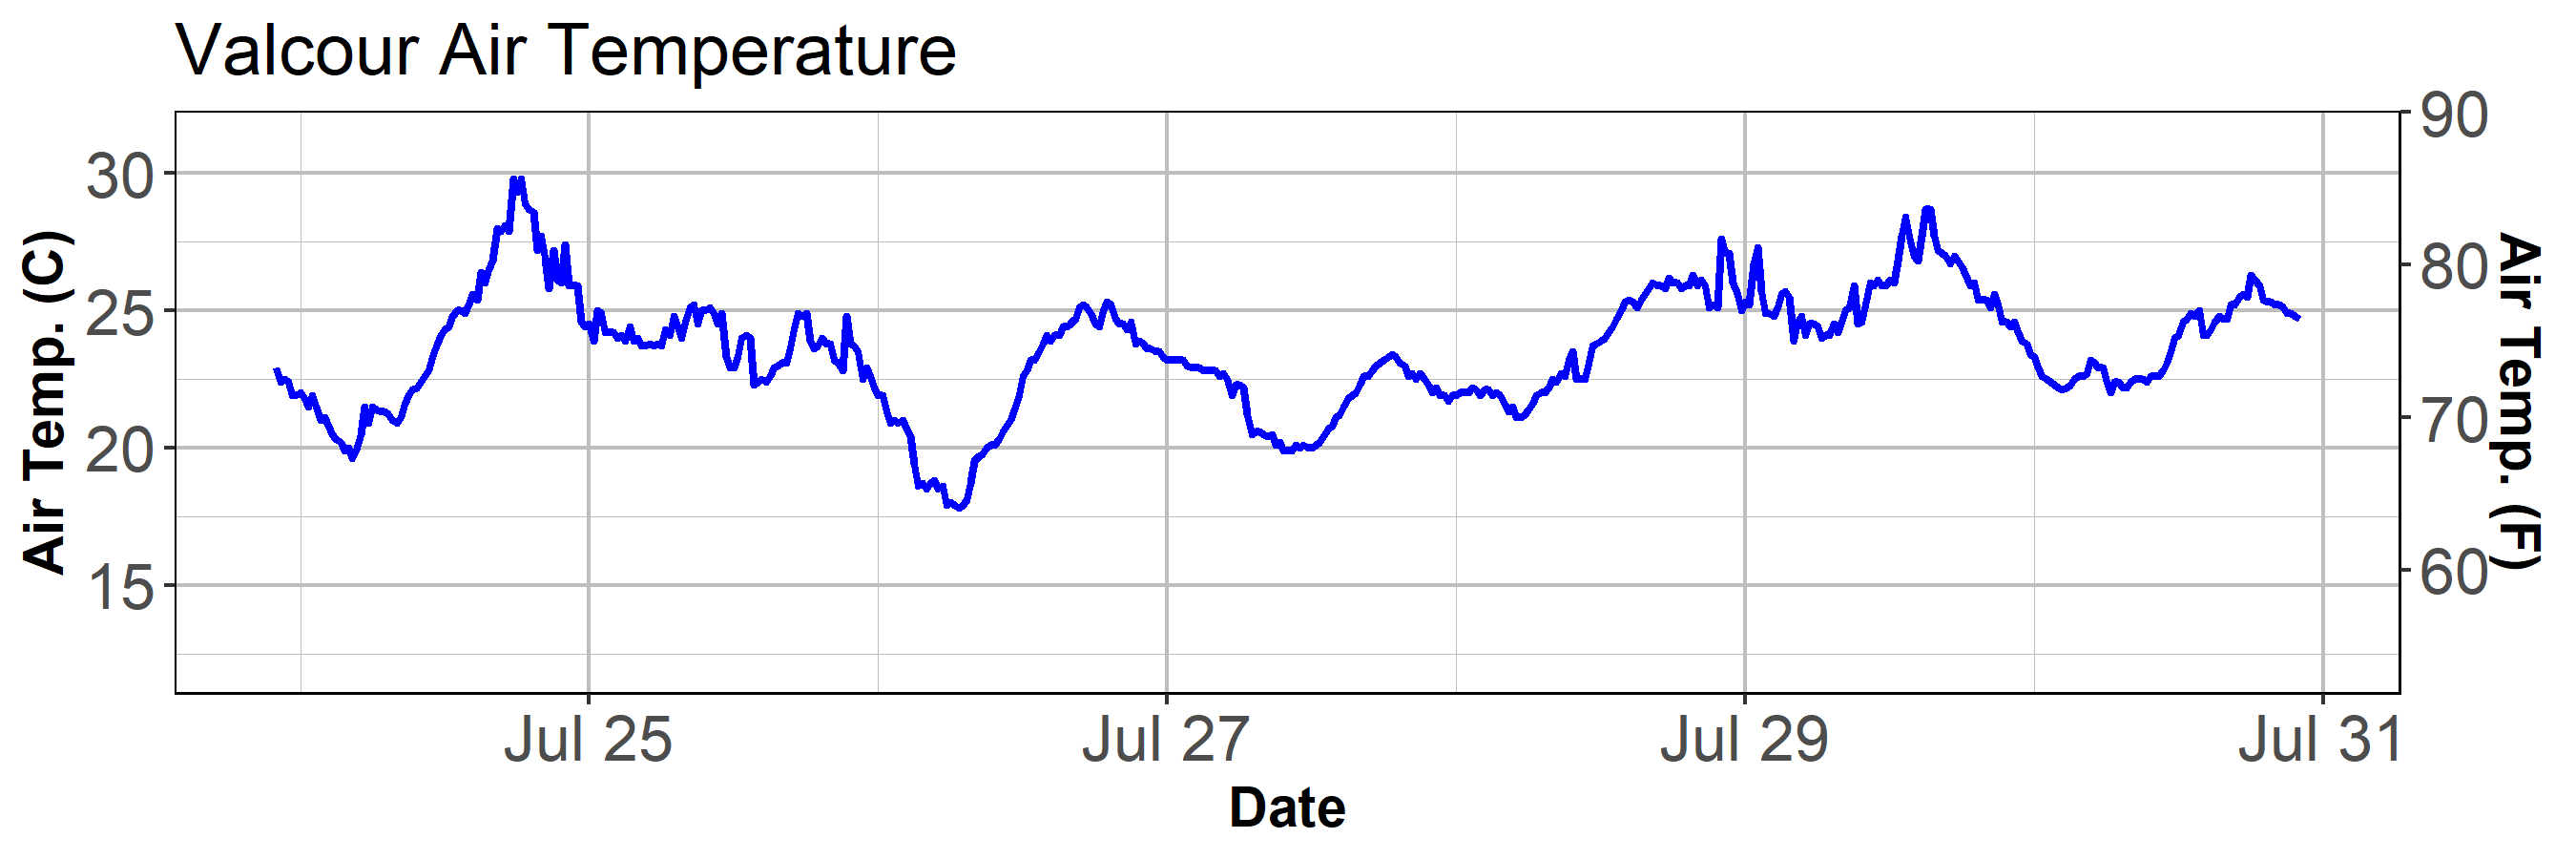 Valcour Air Temperature
Air Temp. (C)
30
25
20
15
90
80
70
60
Air Temp. (F)
Jul 25
Jul 27
Jul 29
Jul 31
Date